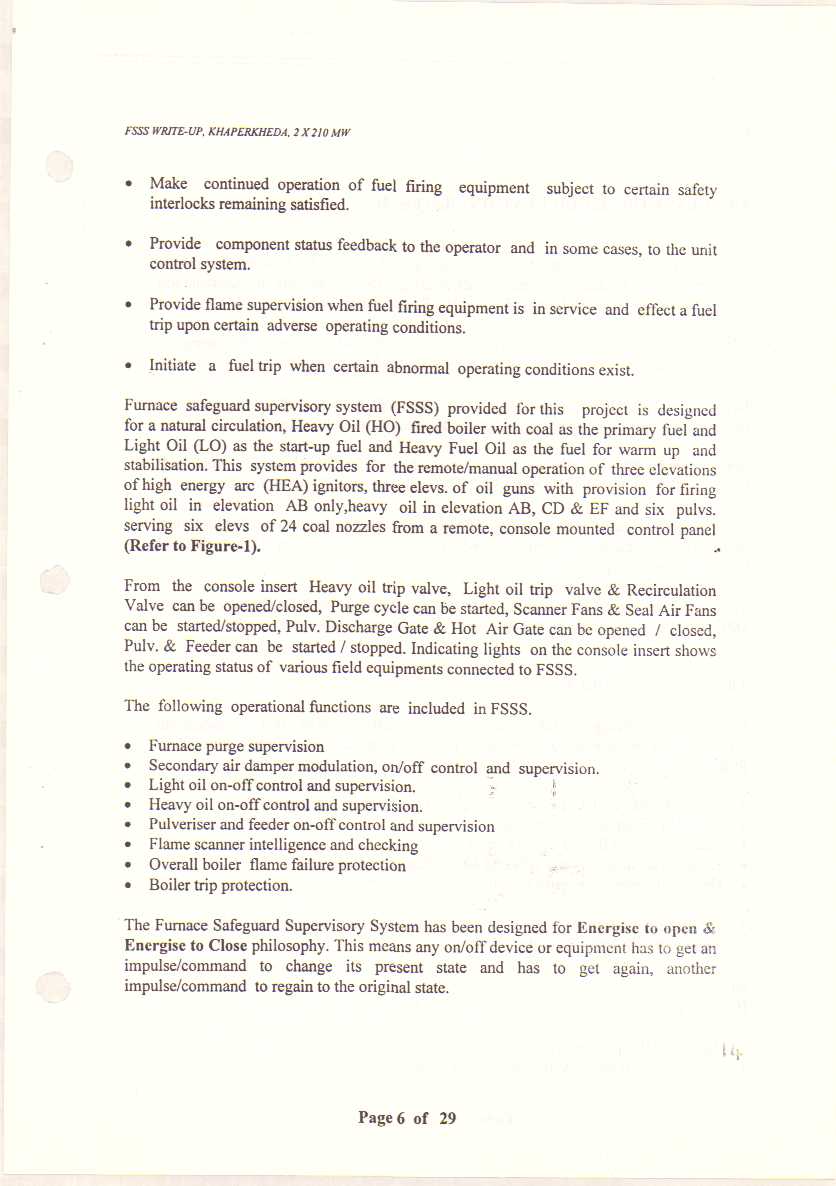 FSSS WRITE-UP, KHAPERKHEDA, 2 X 210 MW
• Make continued operation of fuel firing equipment subject to certain safety
interlocks remaining satisfied.
• Provide component status feedback to the operator and in some cases, to the unit
control system.
• Provide flame supervision when fuel firing equipment is in service and effect a fuel
trip upon certain adverse operating conditions.
• Initiate a fuel trip when certain abnormal operating conditions exist.
Furnace safeguard supervisory system (FSSS) provided for this project is designed
for a natural circulation, Heavy Oil (HO) fired boiler with coal as the primary fuel and
Light Oil (LO) as the start-up fuel and Heavy Fuel Oil as the fuel for warm up and
stabilisation. This system provides for the remote/manual operation of three elevations
of high energy arc (HEA) ignitors, three elevs. of oil guns with provision for firing
light oil in elevation AB only,heavy oil in elevation AB, CD & EF and six pulvs.
serving six elevs of 24 coal nozzles from a remote, console mounted control panel
(Refer to Figure-1).
From the console insert Heavy oil trip valve, Light oil trip valve & Recirculation
Valve can be opened/closed, Purge cycle can be started, Scanner Fans & Seal Air Fans
can be started/stopped, Pulv. Discharge Gate & Hot Air Gate can be opened / closed,
Pulv. & Feeder can be started / stopped. Indicating lights on the console insert shows
the operating status of various field equipments connected to FSSS.
The following operational functions are included in FSSS.
• Furnace purge supervision
• Secondary air damper modulation, on/off control and supervision.
• Light oil on-off control and supervision.
• Heavy oil on-off control and supervision.
• Pulveriser and feeder on-off control and supervision
• Flame scanner intelligence and checking
• Overall boiler flame failure protection
• Boiler trip protection.
The Furnace Safeguard Supervisory System has been designed for Energise to open &
Energise to Close philosophy. This means any on/off device or equipment has to get an
impulse/command to change its present state and has to get again, another
impulse/command to regain to the original state.
14
Page 6 of 29